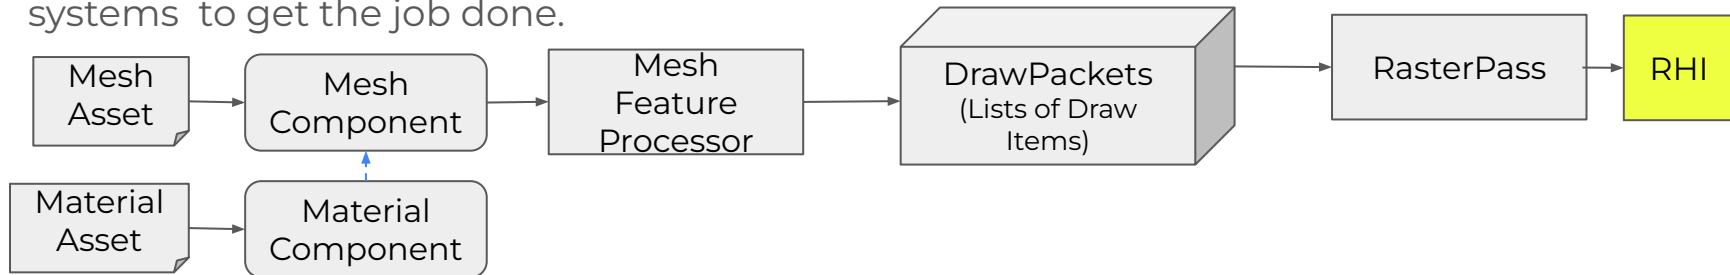 systems to get the job done.
Mesh
Asset
Mesh
Component
Mesh
Feature
Processor
DrawPackets
(Lists of Draw
Items)
RasterPass
RHI
Material
Asset
Material
Component